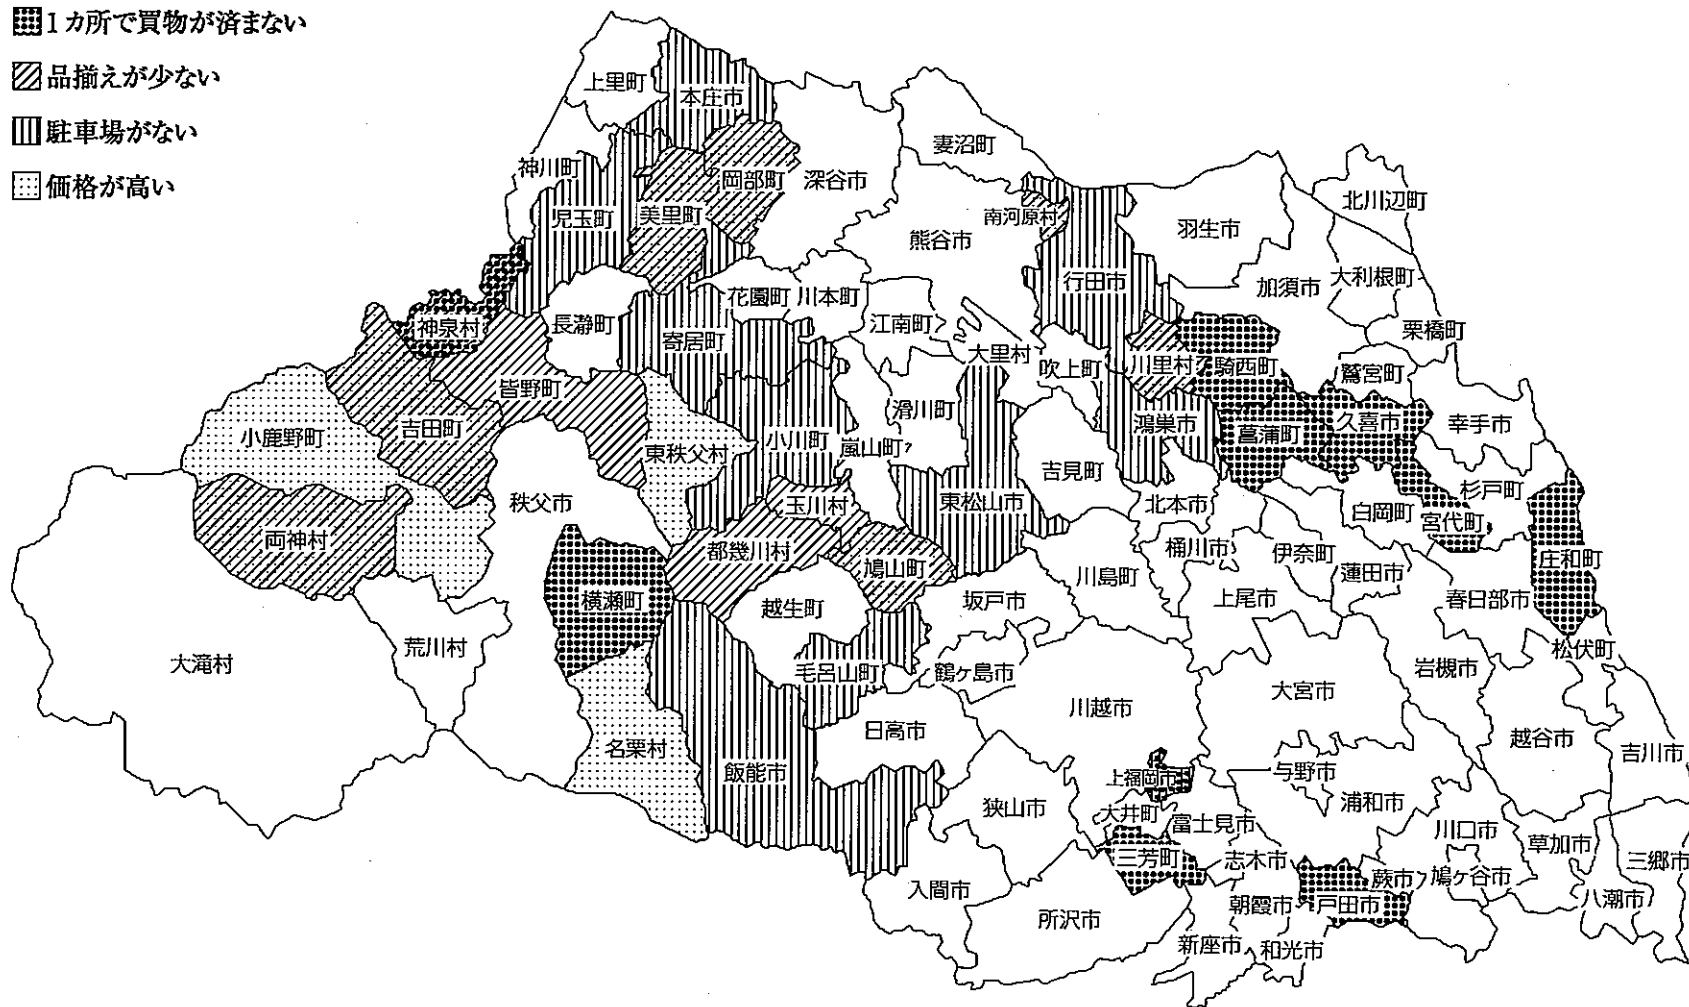 1カ所で買物が済まない
品揃えが少ない
駐車場がない
価格が高い
上里町
本庄市
神川町
岡部町
深谷市
妻沼町
児玉町
美里町
南河原村
熊谷市
羽生市
北川辺町
行田市
加須市
大利根町
神泉村
長瀞町
花園町
川本町
江南町
栗橋町
寄居町
大里村
吹上町
川里村
騎西町
鷲宮町
皆野町
滑川町
小鹿野町
吉田町
東秩父村
小川町
嵐山町
鴻巣市
菖蒲町
久喜市
幸手市
吉見町
秩父市
玉川村
東松山市
北本市
白岡町
杉戸町
宮代町
両神村
都幾川村
鳩山町
桶川市
伊奈町
庄和町
川島町
蓮田市
横瀬町
越生町
坂戸市
上尾市
春日部市
大滝村
荒川村
毛呂山町
鶴ヶ島市
大宮市
岩槻市
松伏町
川越市
日高市
名栗村
飯能市
越谷市
吉川市
上福岡市
与野市
浦和市
狭山市
大井町
富士見市
川口市
草加市
三芳町
志木市
蕨市
鳩ヶ谷市
三郷市
入間市
朝霞市
戸田市
八潮市
所沢市
新座市
和光市